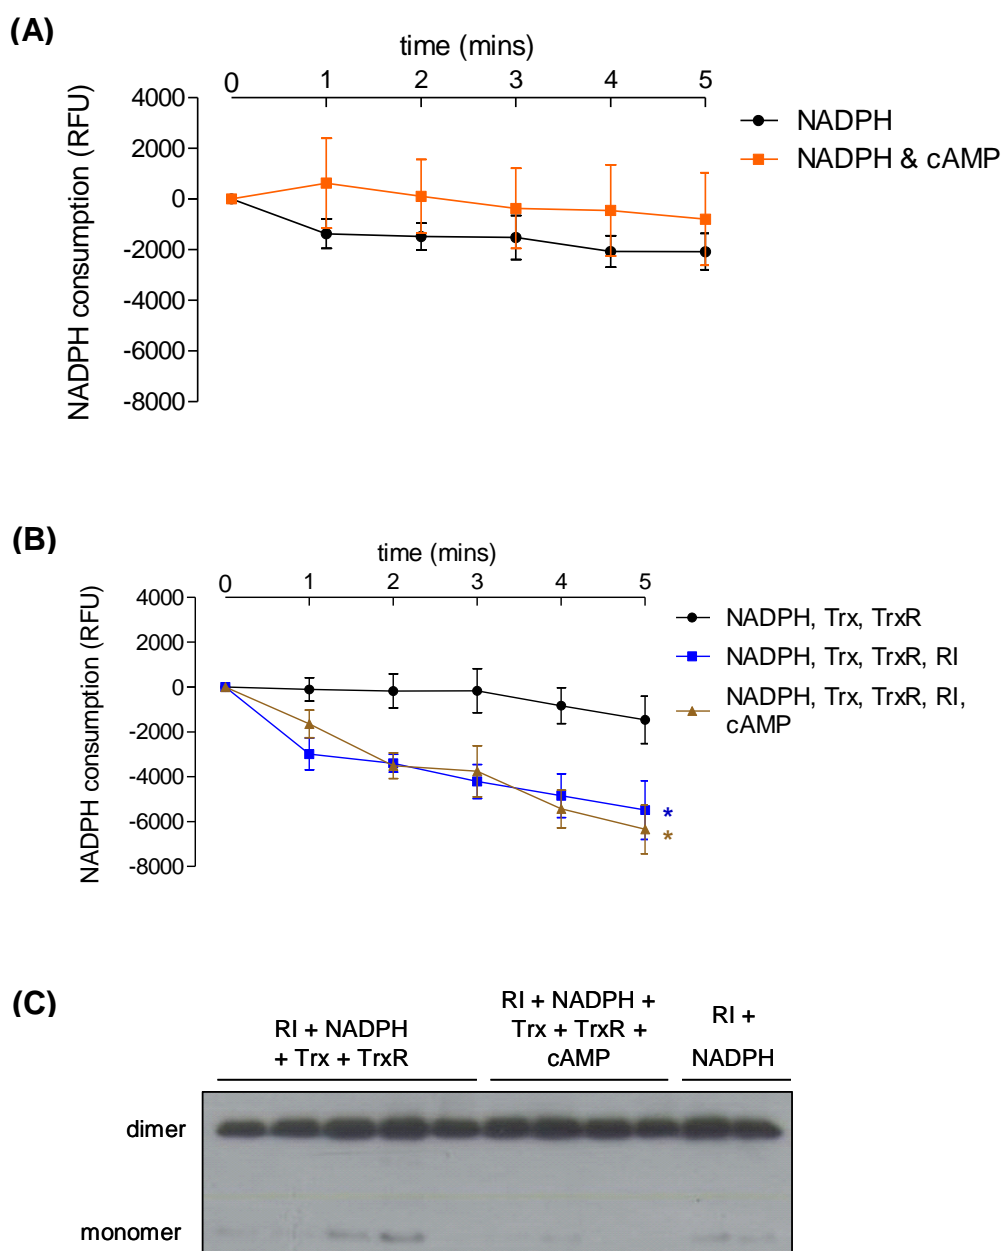 (A)
time (mins)
0 1 2 3 4 5
NADPH consumption (RFU)
4000
2000
0
-2000
-4000
-6000
-8000
NADPH
NADPH & cAMP
(B)
time (mins)
0 1 2 3 4 5
NADPH consumption (RFU)
4000
2000
0
-2000
-4000
-6000
-8000
NADPH, Trx, TrxR
NADPH, Trx, TrxR, RI
NADPH, Trx, TrxR, RI,
cAMP
*
*
(C)
RI + NADPH
+ Trx + TrxR
RI + NADPH +
Trx + TrxR +
cAMP
RI +
NADPH
dimer
monomer